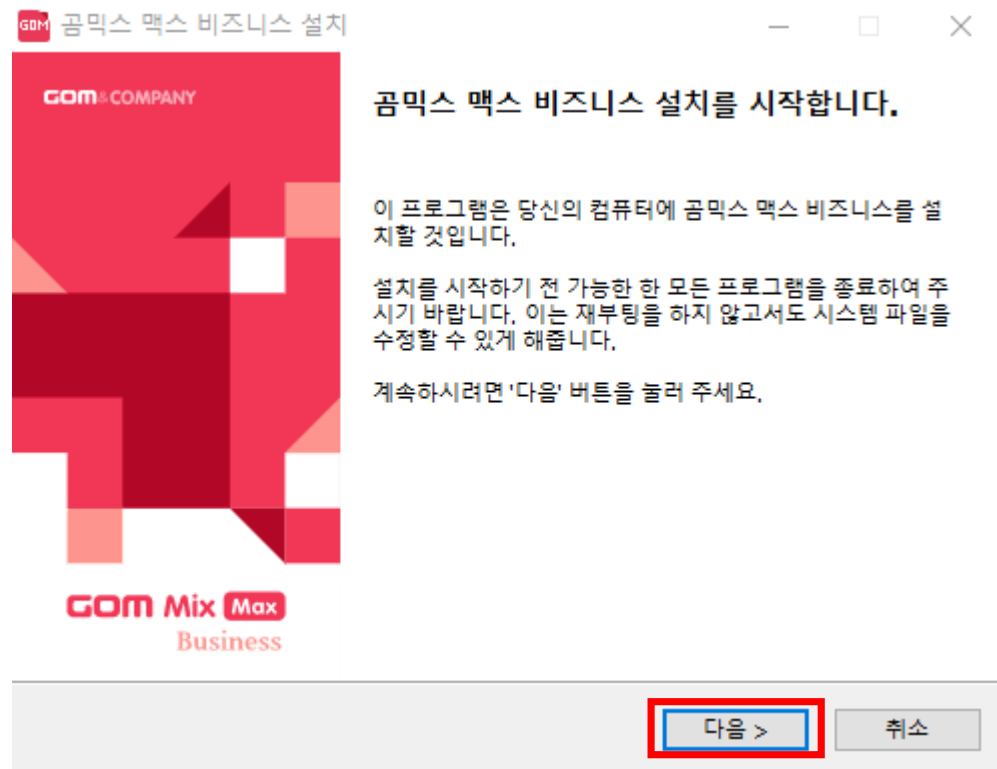 GOM 곰믹스 맥스 비즈니스 설치
GOM&COMPANY
곰믹스 맥스 비즈니스 설치를 시작합니다.
이 프로그램은 당신의 컴퓨터에 곰믹스 맥스 비즈니스를 설
치할 것입니다.
설치를 시작하기 전 가능한 한 모든 프로그램을 종료하여 주
시기 바랍니다. 이는 재부팅을 하지 않고서도 시스템 파일을
수정할 수 있게 해줍니다.
계속하시려면 '다음' 버튼을 눌러 주세요.
GOM Mix Max
Business
다음 >
취소